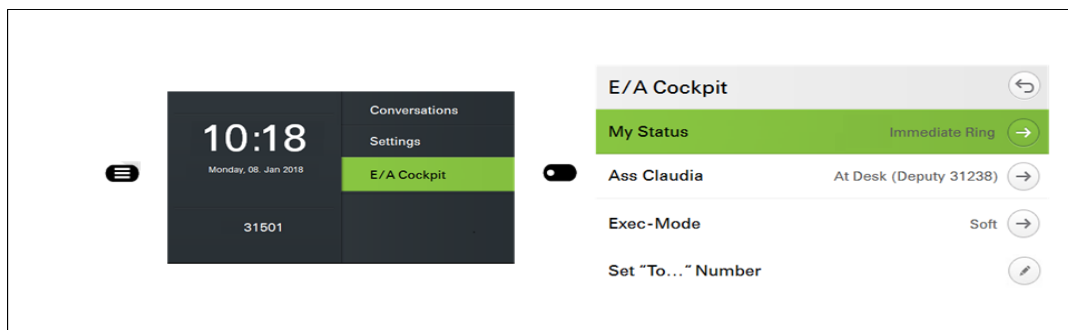 Conversations
10:18
Settings
Monday, 08. Jan 2018
E/A Cockpit
31501
E/A Cockpit
My Status Immediate Ring
Ass Claudia At Desk (Deputy 31238)
Exec-Mode Soft
Set "To..." Number